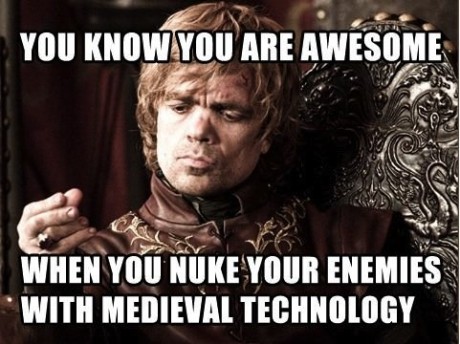 YOU KNOW YOU ARE AWESOME
WHEN YOU NUKE YOUR ENEMIES
WITH MEDIEVAL TECHNOLOGY